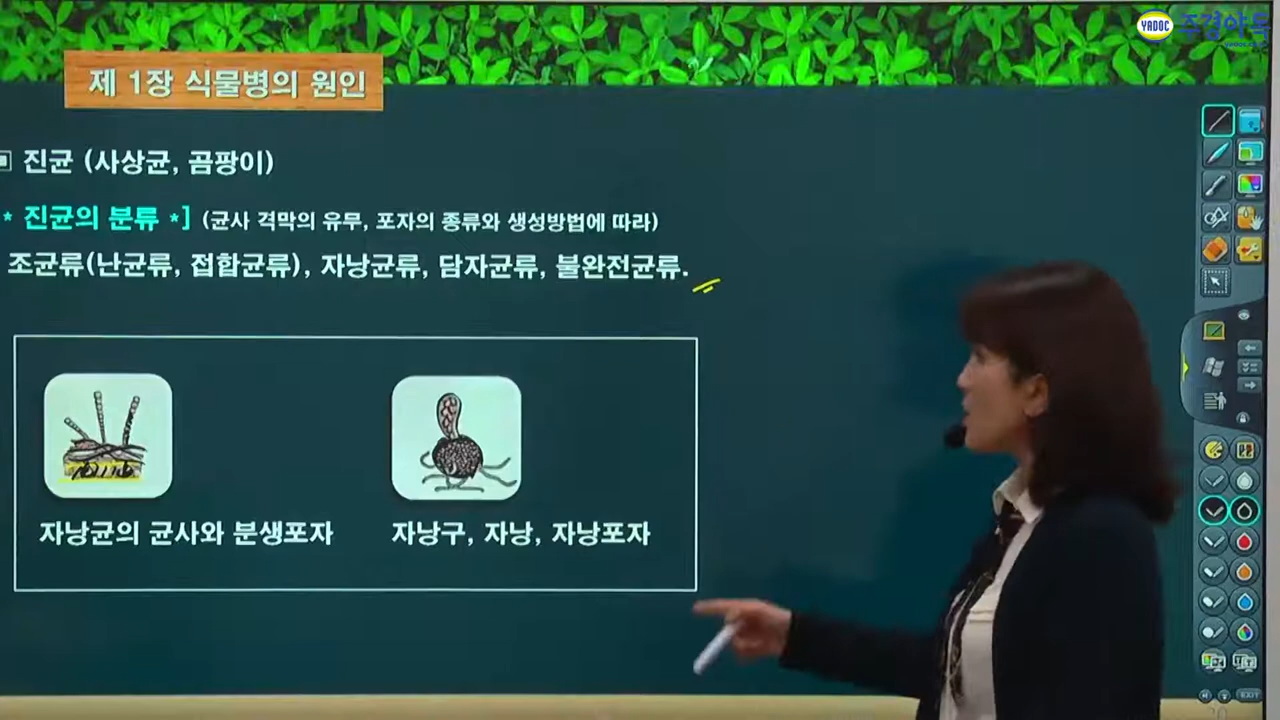 YADOC 주경야독
YADOC.co.kr
제 1장 식물병의 원인
진균 (사상균, 곰팡이)
* 진균의 분류 *] (균사 격막의 유무, 포자의 종류와 생성방법에 따라)
조균류(난균류, 접합균류), 자낭균류, 담자균류, 불완전균류.
자낭균의 균사와 분생포자
자낭구, 자낭, 자낭포자
EXIT